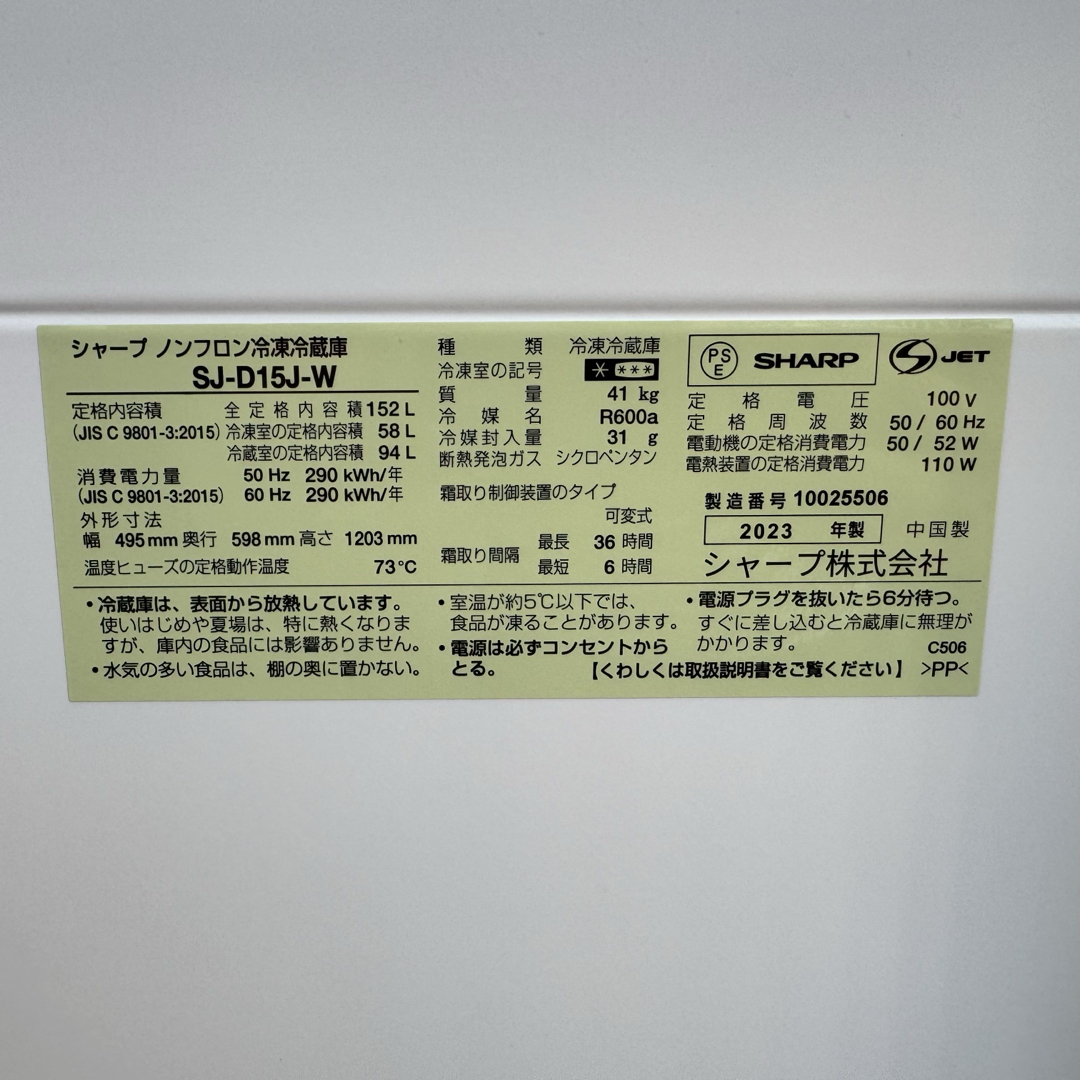 シャープ ノンフロン冷凍冷蔵庫
SJ-D15J-W
定格内容積 全定格内容積 152 L
(JIS C 9801-3:2015) 冷凍室の定格内容積 58 L
冷蔵室の定格内容積 94 L
消費電力量 50 Hz 290 kWh/年
(JIS C 9801-3:2015) 60 Hz 290 kWh/年
外形寸法
幅 495 mm 奥行 598 mm 高さ 1203 mm
温度ヒューズの定格動作温度 73℃
種類 冷凍冷蔵庫
冷凍室の記号 * ***
質量 41 kg
冷媒名 R600a
冷媒封入量 31 g
断熱発泡ガス シクロペンタン
霜取り制御装置のタイプ
可変式
霜取り間隔 最長 36 時間
最短 6 時間
PSE SHARP S JET
定格電圧 100 V
定格周波数 50 / 60 Hz
電動機の定格消費電力 50 / 52 W
電熱装置の定格消費電力 110 W
製造番号 10025506
2023 年製 中国製
シャープ株式会社
・冷蔵庫は、表面から放熱しています。
使いはじめや夏場は、特に熱くなりま
すが、庫内の食品には影響ありません。
・水気の多い食品は、棚の奥に置かない。
・室温が約5℃以下では、
食品が凍ることがあります。
・電源は必ずコンセントから
とる。
・電源プラグを抜いたら6分待つ。
すぐに差し込むと冷蔵庫に無理が
かかります。
C506
【くわしくは取扱説明書をご覧ください】 >PP<